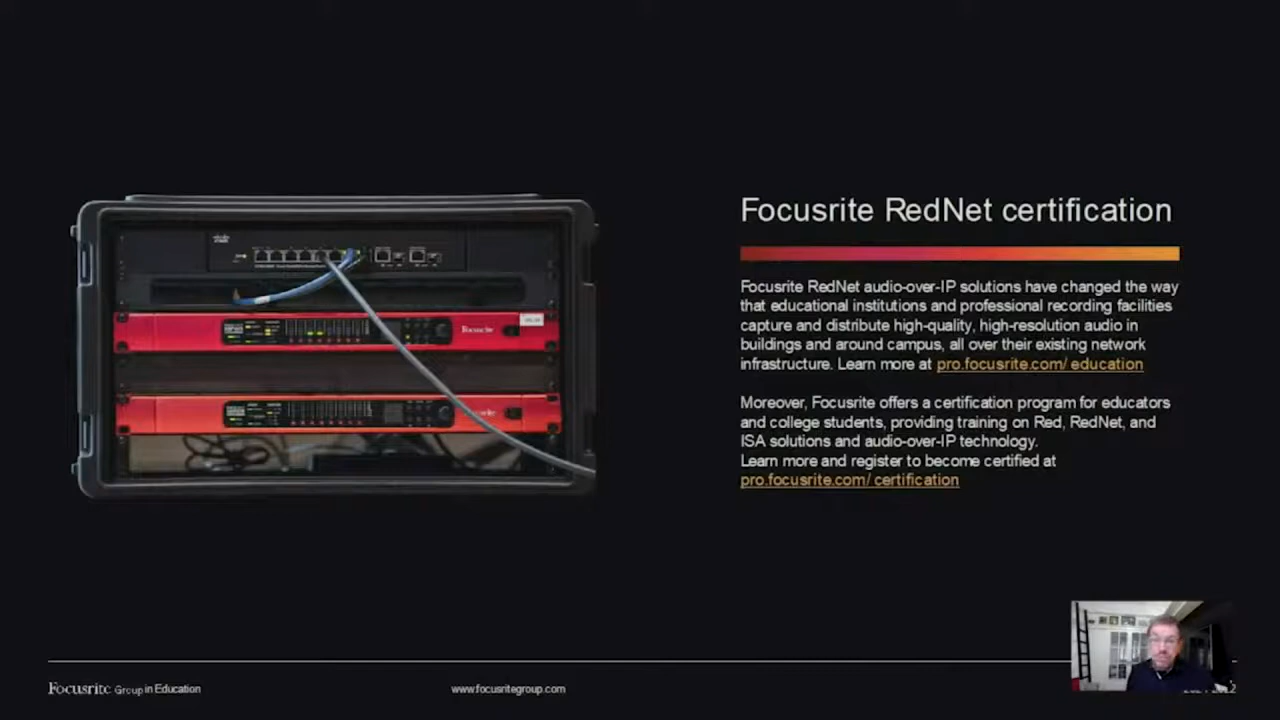 Focusrite RedNet certification
Focusrite RedNet audio-over-IP solutions have changed the way
that educational institutions and professional recording facilities
capture and distribute high-quality, high-resolution audio in
buildings and around campus, all over their existing network
infrastructure. Learn more at pro.focusrite.com/ education
Moreover, Focusrite offers a certification program for educators
and college students, providing training on Red, RedNet, and
ISA solutions and audio-over-IP technology.
Learn more and register to become certified at
pro.focusrite.com/ certification
Focusrite
Focusrite Group in Education
www.focusritegroup.com